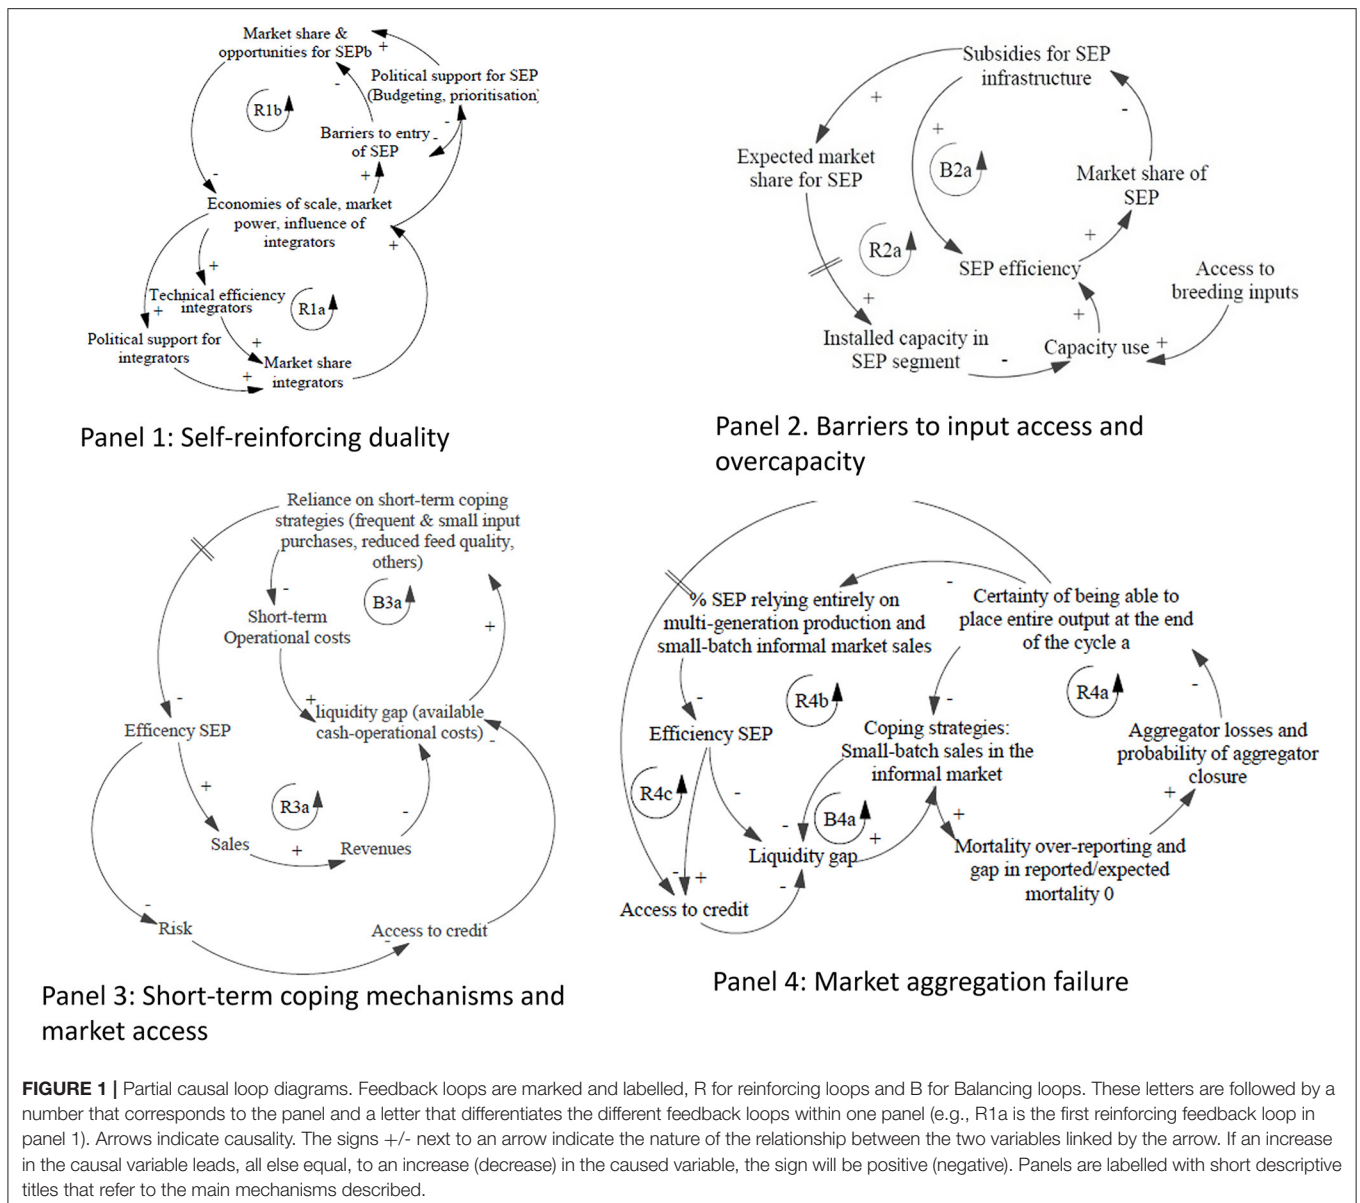 Market share &
opportunities for SEPb +
Political support for SEP
(Budgeting, prioritisation)
-
R1b
Barriers to entry -
of SEP
-
+
-
Economies of scale, market
power, influence of
integrators
+
+
Technical efficiency
integrators
+
R1a
Political support for
integrators
+
Market share
integrators
+
Panel 1: Self-reinforcing duality
Subsidies for SEP
infrastructure
+
-
+
Expected market
share for SEP
B2a
Market share of
SEP
R2a
+
SEP efficiency
Access to
breeding inputs
+
+
Installed capacity in
SEP segment
-
Capacity use +
Panel 2. Barriers to input access and
overcapacity
Reliance on short-term coping
strategies (frequent & small input
purchases, reduced feed quality,
others)
-
B3a
Short-term
Operational costs
+
-
+
Efficency SEP
liquidity gap (available
cash-operational costs)
-
+
R3a
-
Sales
+
Revenues
-
Risk
Access to credit
-
Panel 3: Short-term coping mechanisms and
market access
-
% SEP relying entirely on
multi-generation production and
small-batch informal market sales
Certainty of being able to
place entire output at the end
of the cycle a
-
R4b
-
R4a
-
Efficiency SEP
Coping strategies:
Small-batch sales in the
informal market
Aggregator losses and
probability of aggregator
closure
R4c
-
-
B4a
+
+
+
Liquidity gap
Mortality over-reporting and
gap in reported/expected
mortality 0
-
+
-
Access to credit
Panel 4: Market aggregation failure
FIGURE 1 | Partial causal loop diagrams. Feedback loops are marked and labelled, R for reinforcing loops and B for Balancing loops. These letters are followed by a
number that corresponds to the panel and a letter that differentiates the different feedback loops within one panel (e.g., R1a is the first reinforcing feedback loop in
panel 1). Arrows indicate causality. The signs +/- next to an arrow indicate the nature of the relationship between the two variables linked by the arrow. If an increase
in the causal variable leads, all else equal, to an increase (decrease) in the caused variable, the sign will be positive (negative). Panels are labelled with short descriptive
titles that refer to the main mechanisms described.